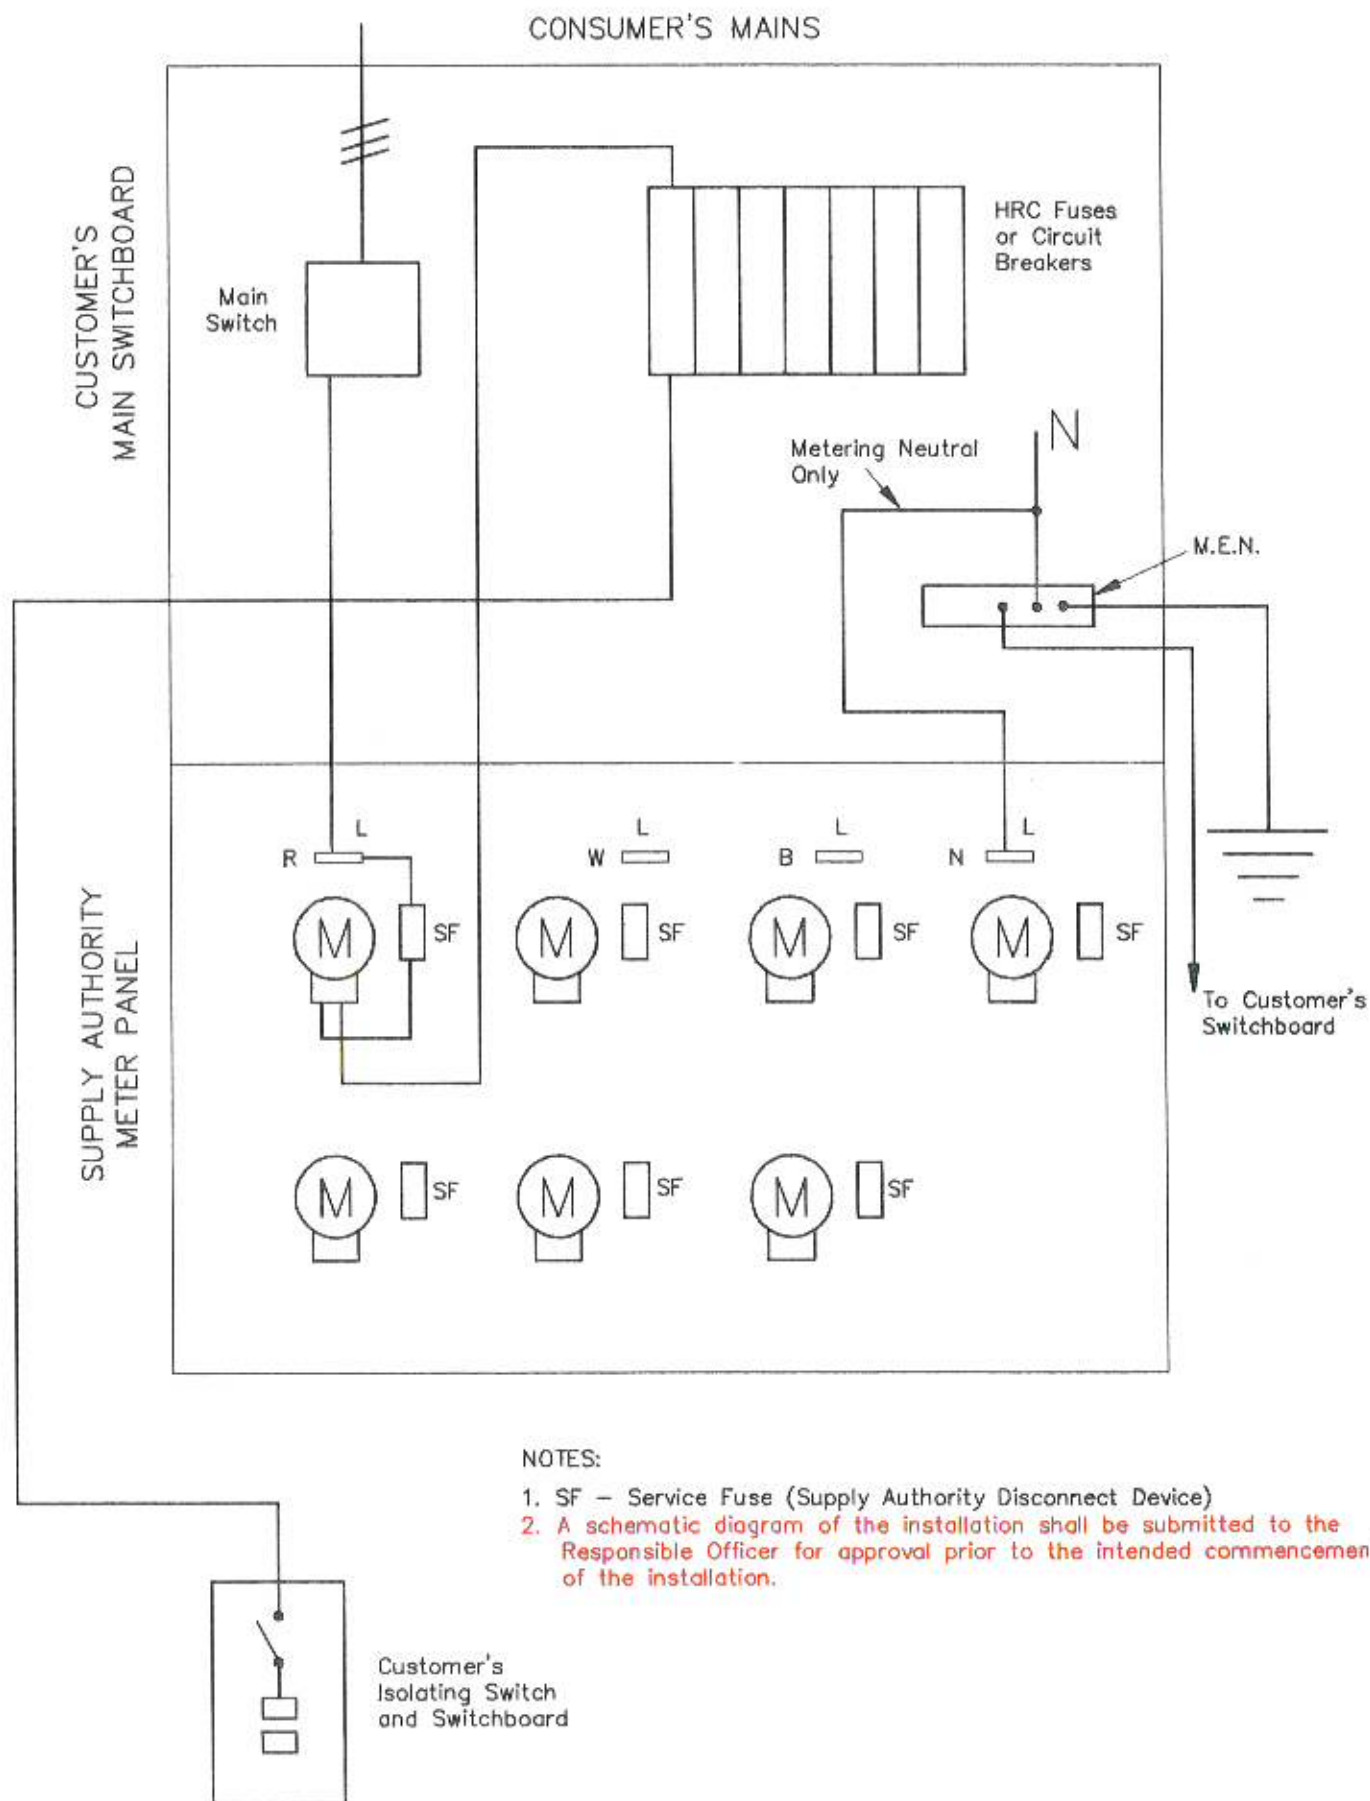 CONSUMER'S MAINS
CUSTOMER'S
MAIN SWITCHBOARD
Main
Switch
HRC Fuses
or Circuit
Breakers
N
Metering Neutral
Only
M.E.N.
SUPPLY AUTHORITY
METER PANEL
L
R
L
W
L
B
L
N
M
SF
M
SF
M
SF
M
SF
To Customer's
Switchboard
M
SF
M
SF
M
SF
NOTES:
1. SF – Service Fuse (Supply Authority Disconnect Device)
2. A schematic diagram of the installation shall be submitted to the
Responsible Officer for approval prior to the intended commencemen
of the installation.
Customer's
Isolating Switch
and Switchboard